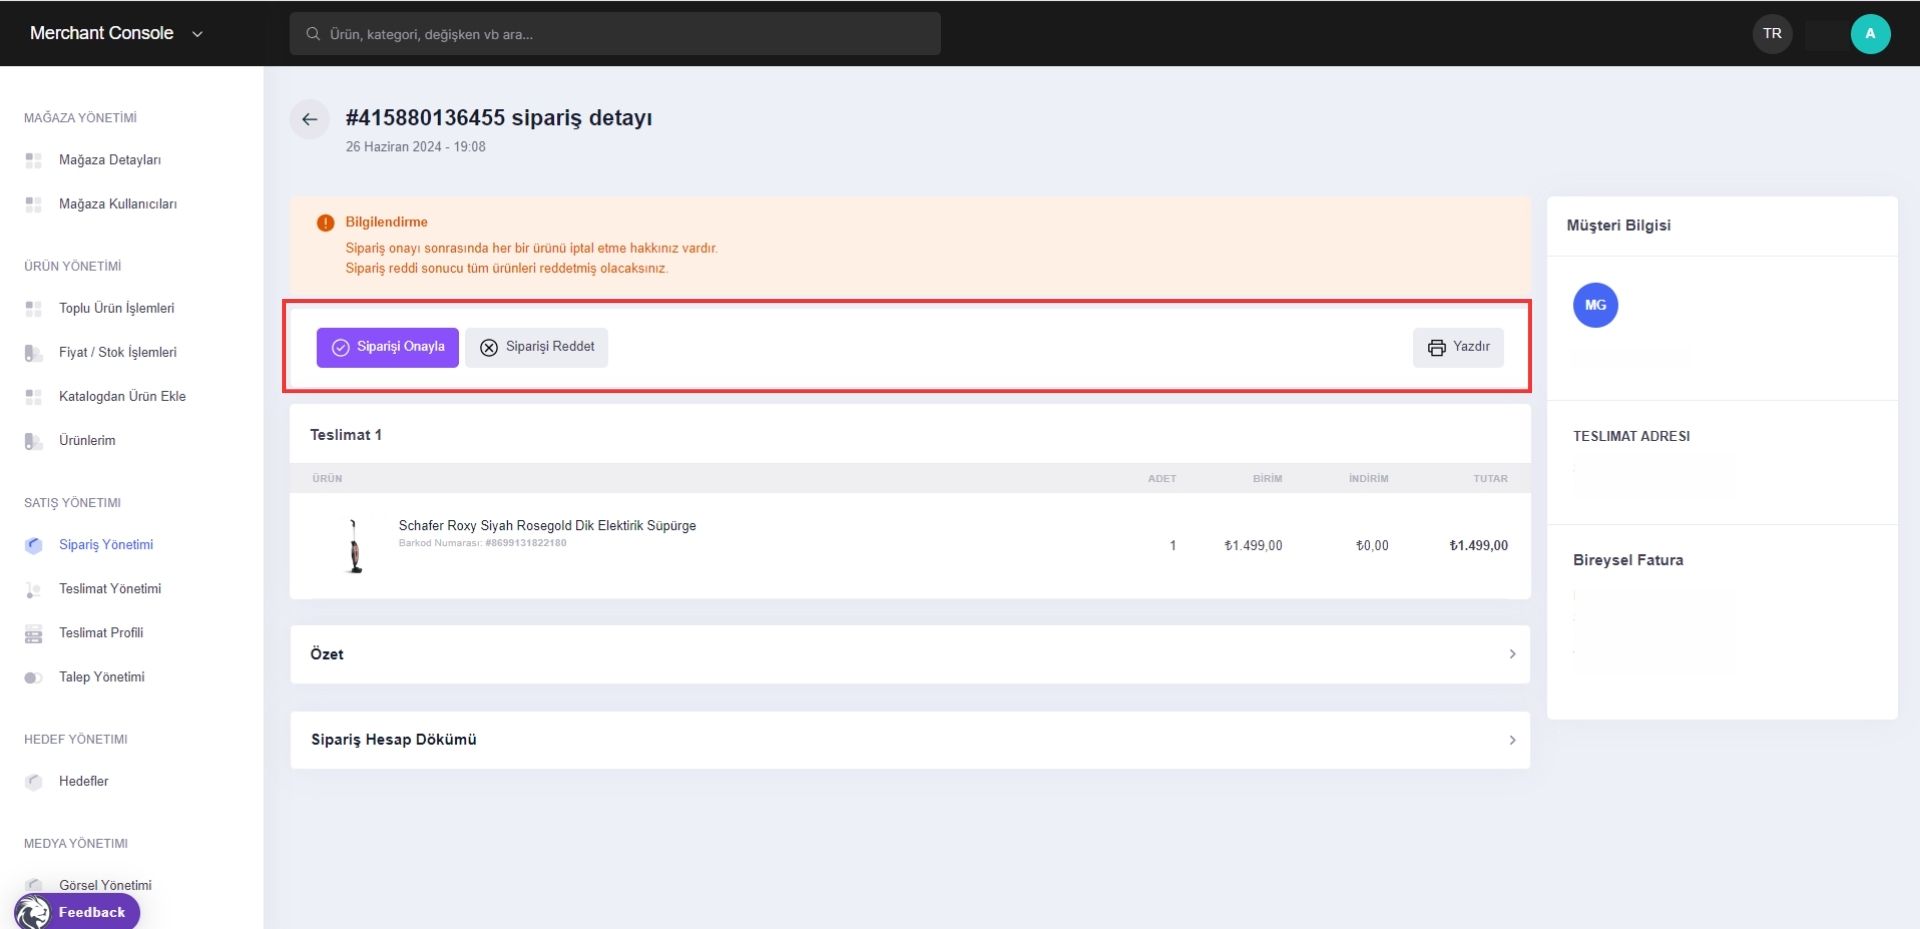 Merchant Console
Ürün, kategori, değişken vb ara...
TR
A
MAĞAZA YÖNETİMİ
Mağaza Detayları
Mağaza Kullanıcıları
ÜRÜN YÖNETİMİ
Toplu Ürün İşlemleri
Fiyat / Stok İşlemleri
Katalogdan Ürün Ekle
Ürünlerim
SATIŞ YÖNETIMI
Sipariş Yönetimi
Teslimat Yönetimi
Teslimat Profili
Talep Yönetimi
HEDEF YÖNETIMI
Hedefler
MEDYA YÖNETIMI
Görsel Yönetimi
Feedback
#415880136455 sipariş detayı
26 Haziran 2024 - 19:08
Bilgilendirme
Sipariş onayı sonrasında her bir ürünü iptal etme hakkınız vardır.
Sipariş reddi sonucu tüm ürünleri reddetmiş olacaksınız.
Siparişi Onayla
Siparişi Reddet
Yazdır
Teslimat 1
ÜRÜN ADET BİRİM İNDİRİM TUTAR
Schafer Roxy Siyah Rosegold Dik Elektirik Süpürge
Barkod Numarası: #8699131822180
1 ₺1.499,00 ₺0,00 ₺1.499,00
Özet
Sipariş Hesap Dökümü
Müşteri Bilgisi
MG
TESLIMAT ADRESI
Bireysel Fatura